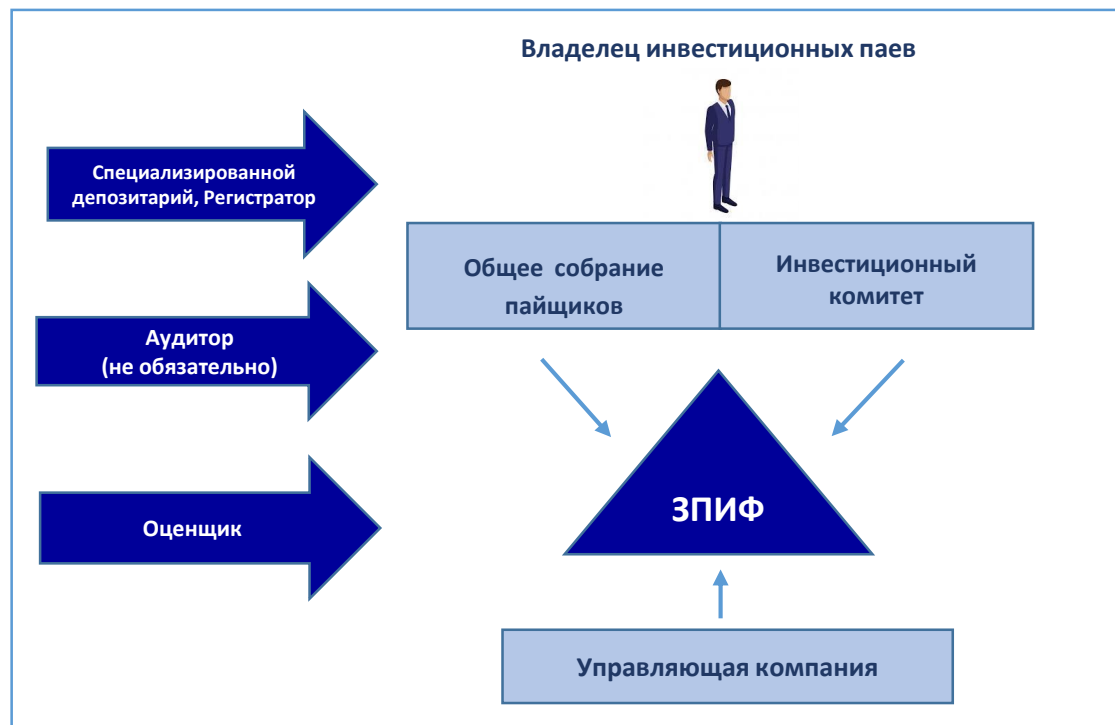 Владелец инвестиционных паев
Специализированной
депозитарий, Регистратор
Общее собрание
пайщиков
Инвестиционный
комитет
Аудитор
(не обязательно)
ЗПИФ
Оценщик
Управляющая компания